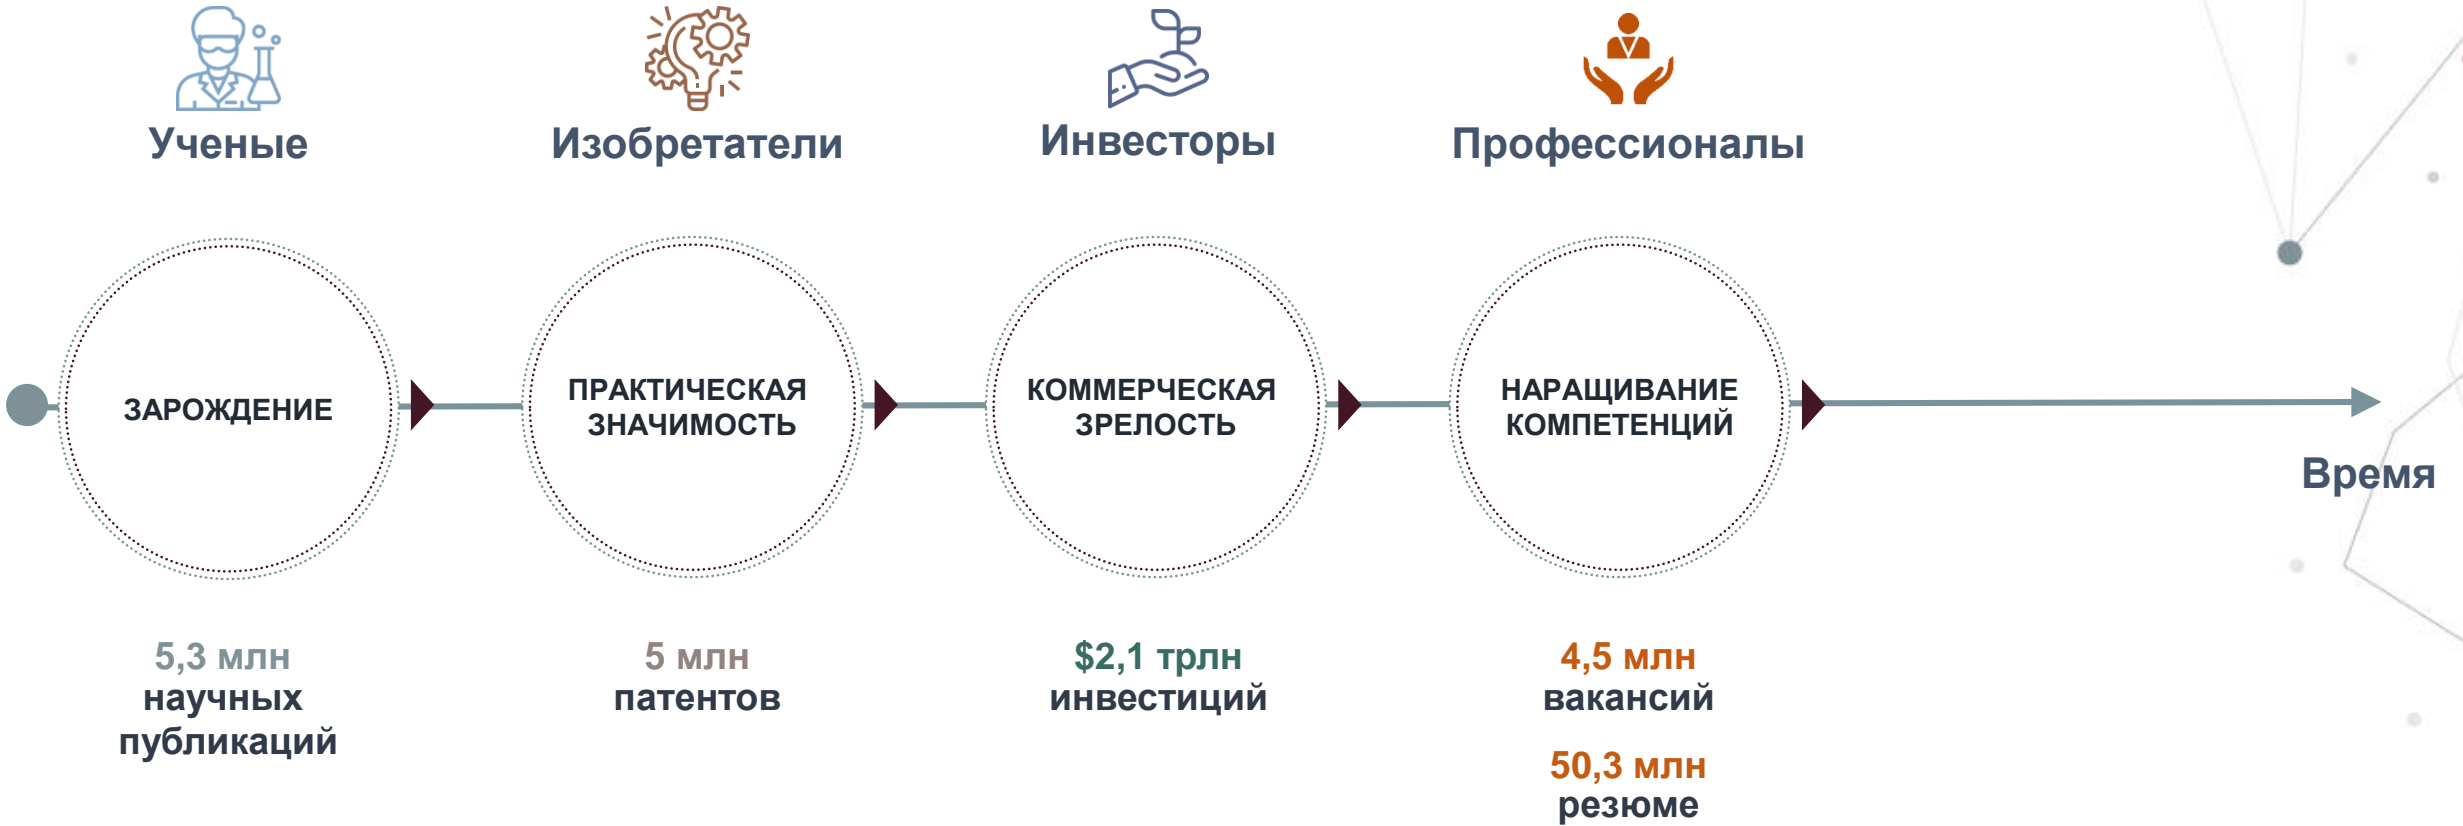 Ученые
Изобретатели
Инвесторы
Профессионалы
ЗАРОЖДЕНИЕ
ПРАКТИЧЕСКАЯ
ЗНАЧИМОСТЬ
КОММЕРЧЕСКАЯ
ЗРЕЛОСТЬ
НАРАЩИВАНИЕ
КОМПЕТЕНЦИЙ
Время
5,3 млн
научных
публикаций
5 млн
патентов
$2,1 трлн
инвестиций
4,5 млн
вакансий
50,3 млн
резюме